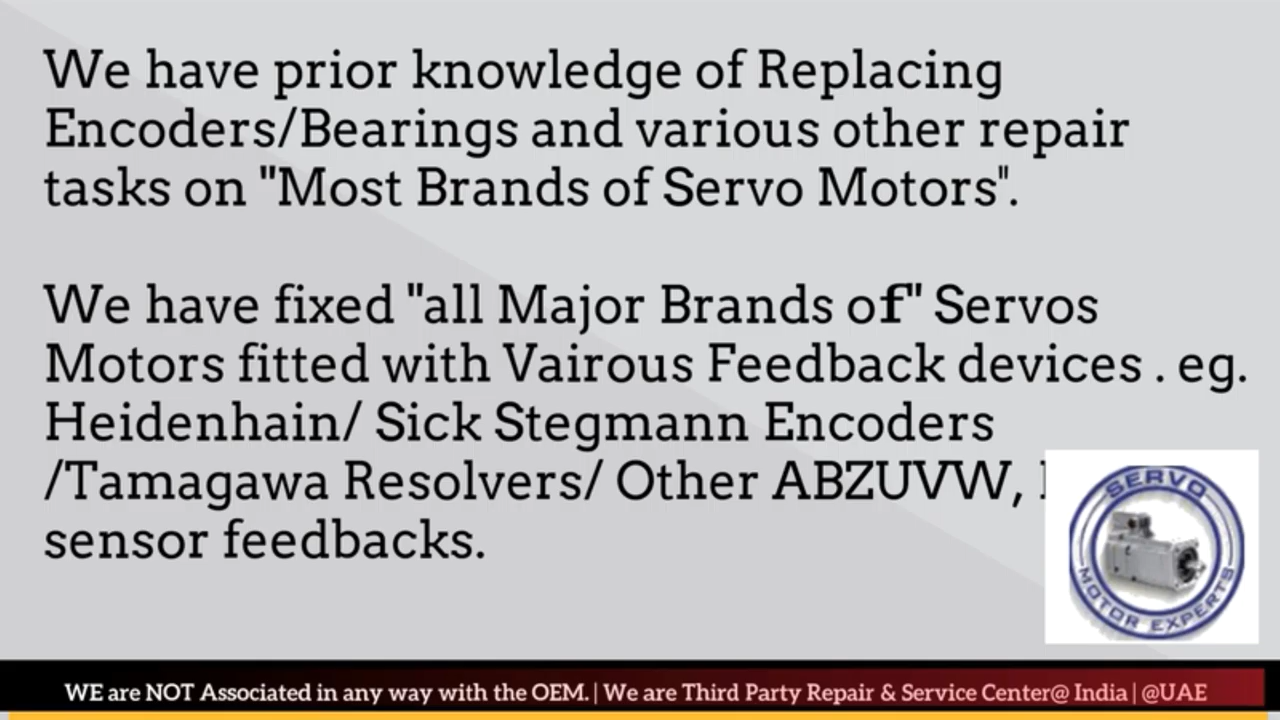 We have prior knowledge of Replacing
Encoders/Bearings and various other repair
tasks on "Most Brands of Servo Motors".
We have fixed "all Major Brands of" Servos
Motors fitted with Vairous Feedback devices . eg.
Heidenhain/ Sick Stegmann Encoders
/Tamagawa Resolvers/ Other ABZUVW,
sensor feedbacks.
SERVO
MOTOR EXPERTS
WE are NOT Associated in any way with the OEM. | We are Third Party Repair & Service Center@ India | @UAE